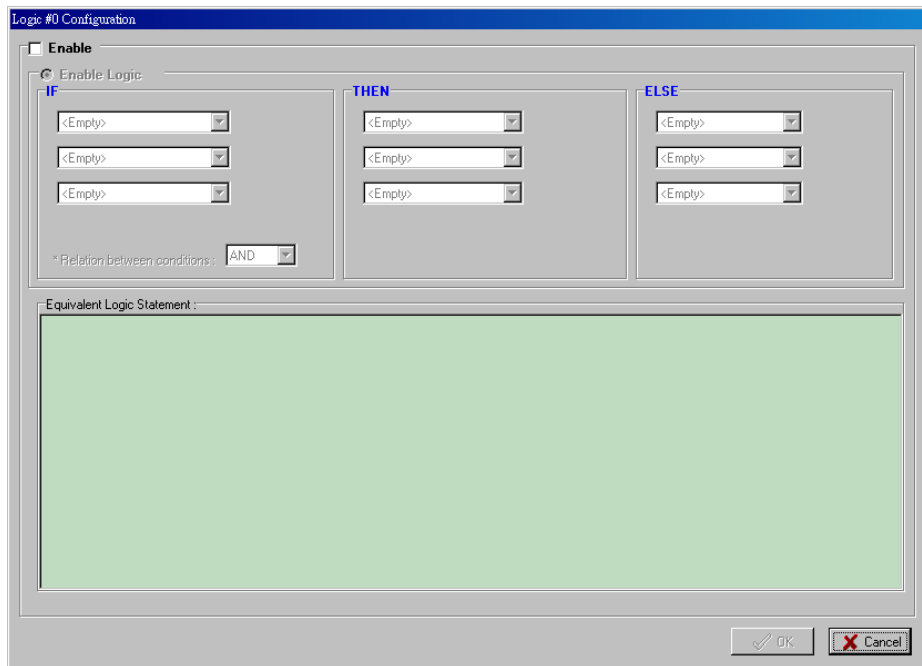 Logic #0 Configuration
Enable
Enable Logic
IF
<Empty>
<Empty>
<Empty>
* Relation between conditions : AND
THEN
<Empty>
<Empty>
<Empty>
ELSE
<Empty>
<Empty>
<Empty>
Equivalent Logic Statement :
OK
Cancel